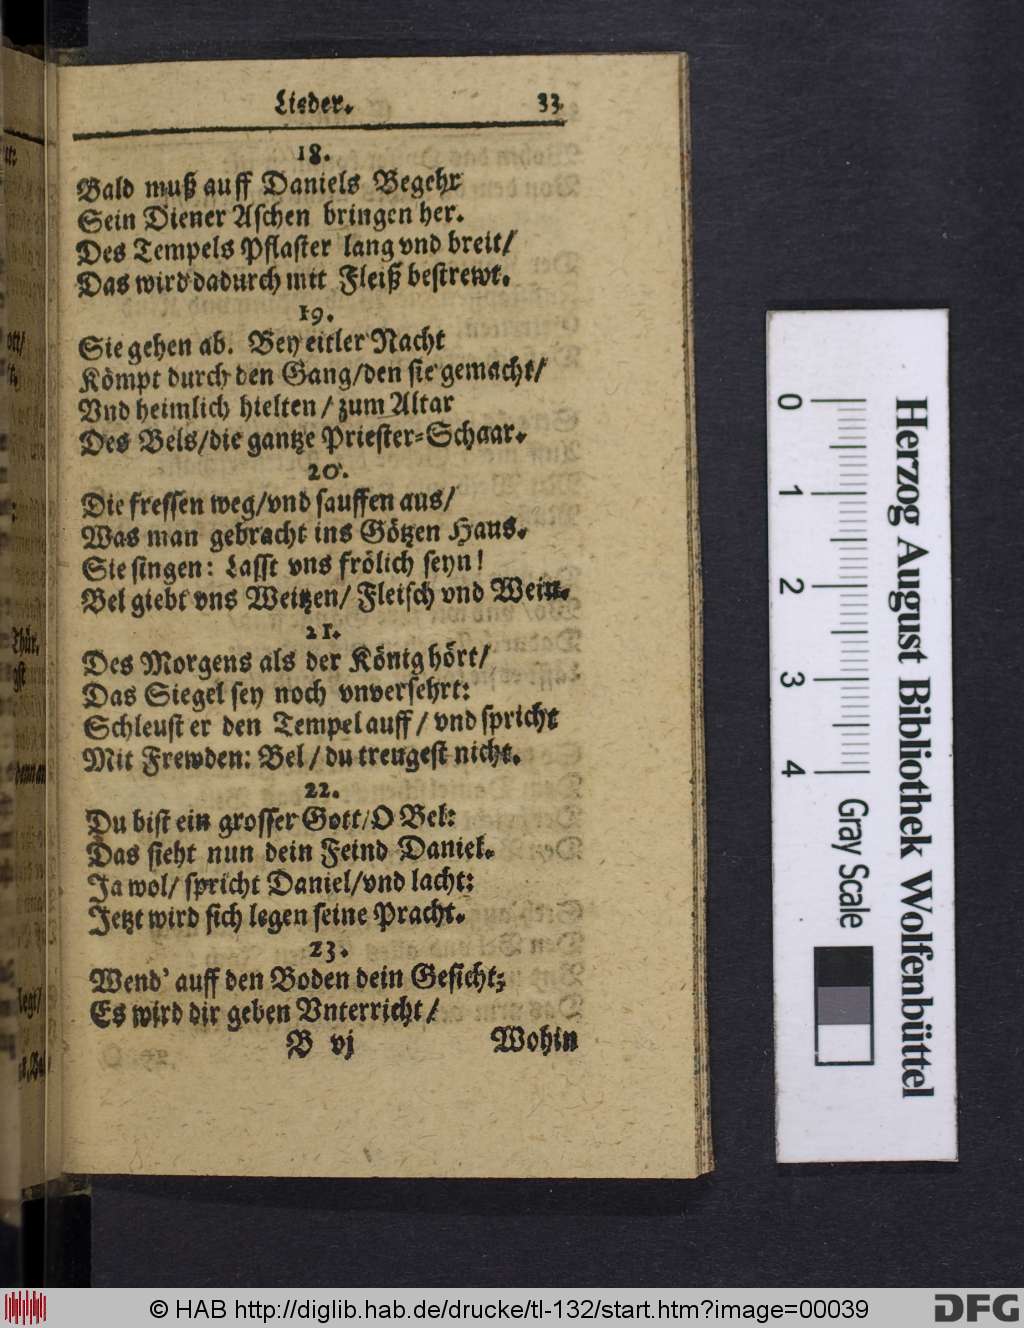 Lieder. 33
18.
Bald muß auff Daniels Begehr
Sein Diener Aschen bringen her.
Des Tempels Pflaster lang vnd breit/
Das wird dadurch mit Fleiß bestrewt.
19.
Sie gehen ab. Bey eitler Nacht
Kömpt durch den Gang/den sie gemacht/
Vnd heimlich hielten/zum Altar
Des Bels/die gantze Priester-Schaar.
20.
Die fressen weg/vnd sauffen aus/
Was man gebracht ins Götzen Haus.
Sie singen: Lasst vns frölich seyn!
Bel giebt vns Weitzen/ Fleisch vnd Wein.
21.
Des Morgens als der König hört/
Das Siegel sey noch vnversehrt:
Schleust er den Tempel auff/ vnd spricht
Mit Frewden: Bel/ du treugest nicht.
22.
Du bist ein grosser Gott/O Bel:
Das sieht nun dein Feind Daniel.
Ja wol/ spricht Daniel/vnd lacht:
Jetzt wird sich legen seine Pracht.
23.
Wend' auff den Boden dein Gesicht;
Es wird dir geben Vnterricht/
B vj Wohin
0 1 2 3 4 Gray Scale
Herzog August Bibliothek Wolfenbüttel
© HAB http://diglib.hab.de/drucke/tl-132/start.htm?image=00039
DFG